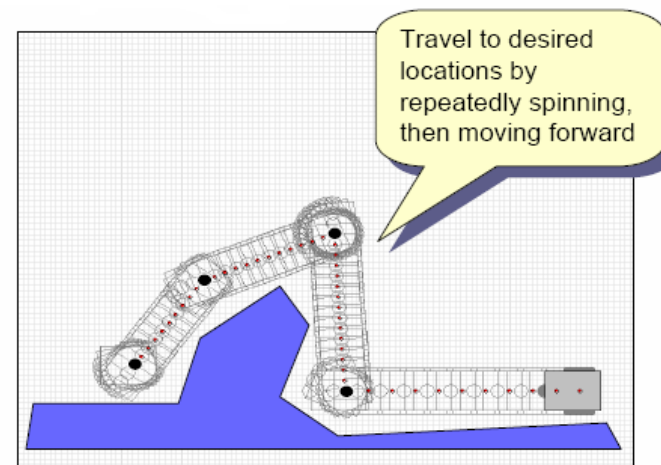 Travel to desired
locations by
repeatedly spinning,
then moving forward